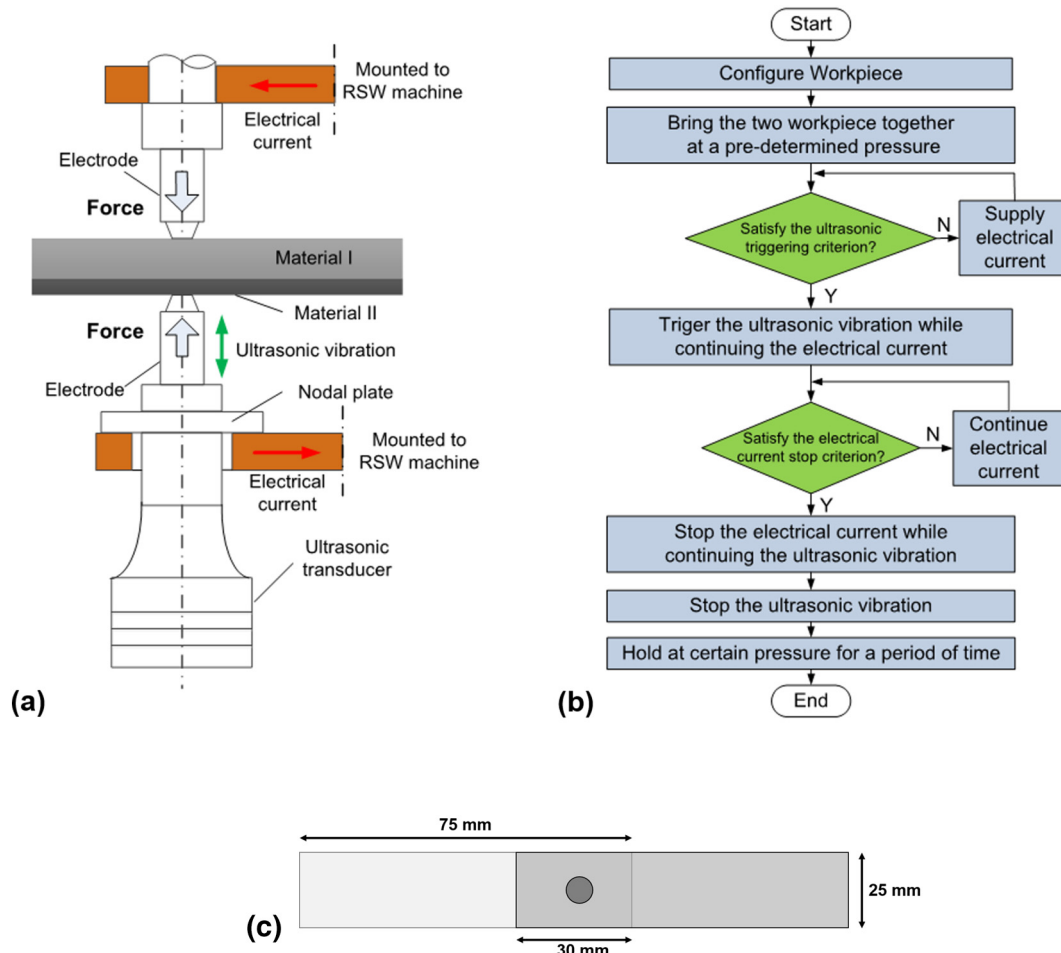 Mounted to
RSW machine
Electrical
current
Electrode
Force
Material I
Material II
Force
Ultrasonic vibration
Electrode
Nodal plate
Mounted to
RSW machine
Electrical
current
Ultrasonic
transducer
(a)
Start
Configure Workpiece
Bring the two workpiece together
at a pre-determined pressure
Satisfy the ultrasonic
triggering criterion?
N
Supply
electrical
current
Y
Triger the ultrasonic vibration while
continuing the electrical current
Satisfy the electrical
current stop criterion?
N
Continue
electrical
current
Y
Stop the electrical current while
continuing the ultrasonic vibration
Stop the ultrasonic vibration
Hold at certain pressure for a period of time
End
(b)
75 mm
25 mm
30 mm
(c)